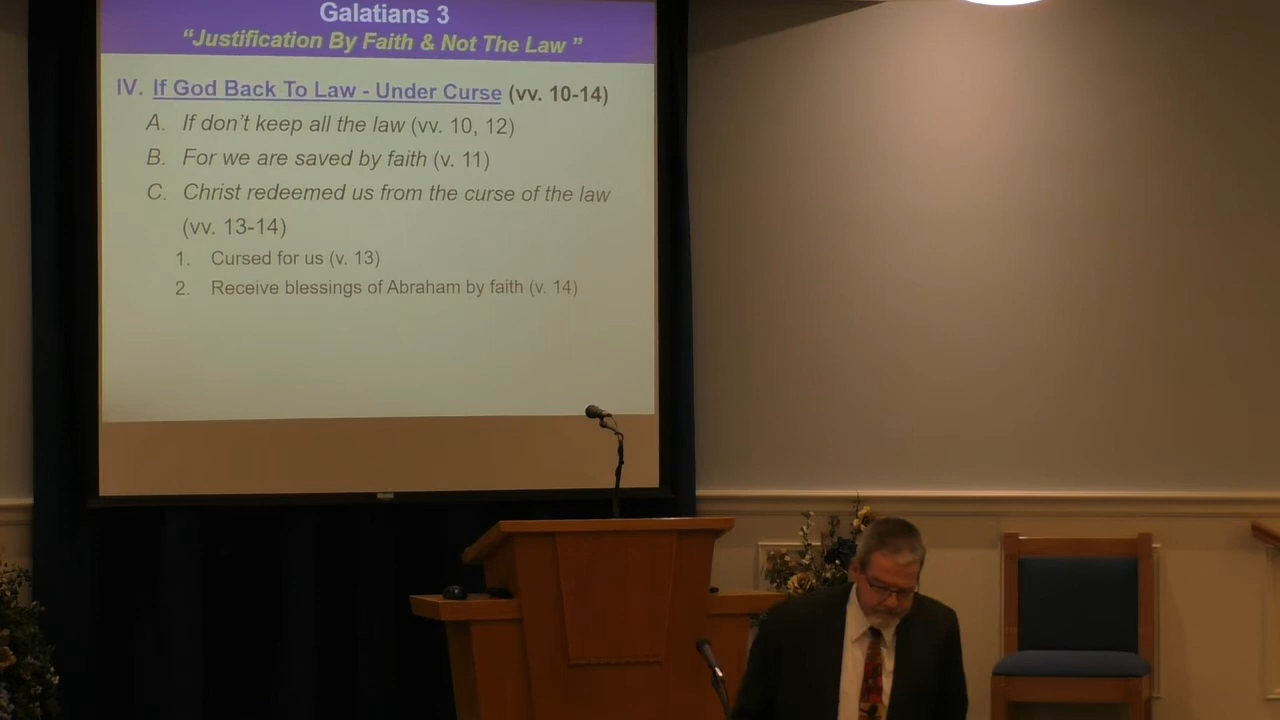 Galatians 3
“Justification By Faith & Not The Law ”
IV. If God Back To Law - Under Curse (vv. 10-14)
A. If don’t keep all the law (vv. 10, 12)
B. For we are saved by faith (v. 11)
C. Christ redeemed us from the curse of the law
(vv. 13-14)
1. Cursed for us (v. 13)
2. Receive blessings of Abraham by faith (v. 14)